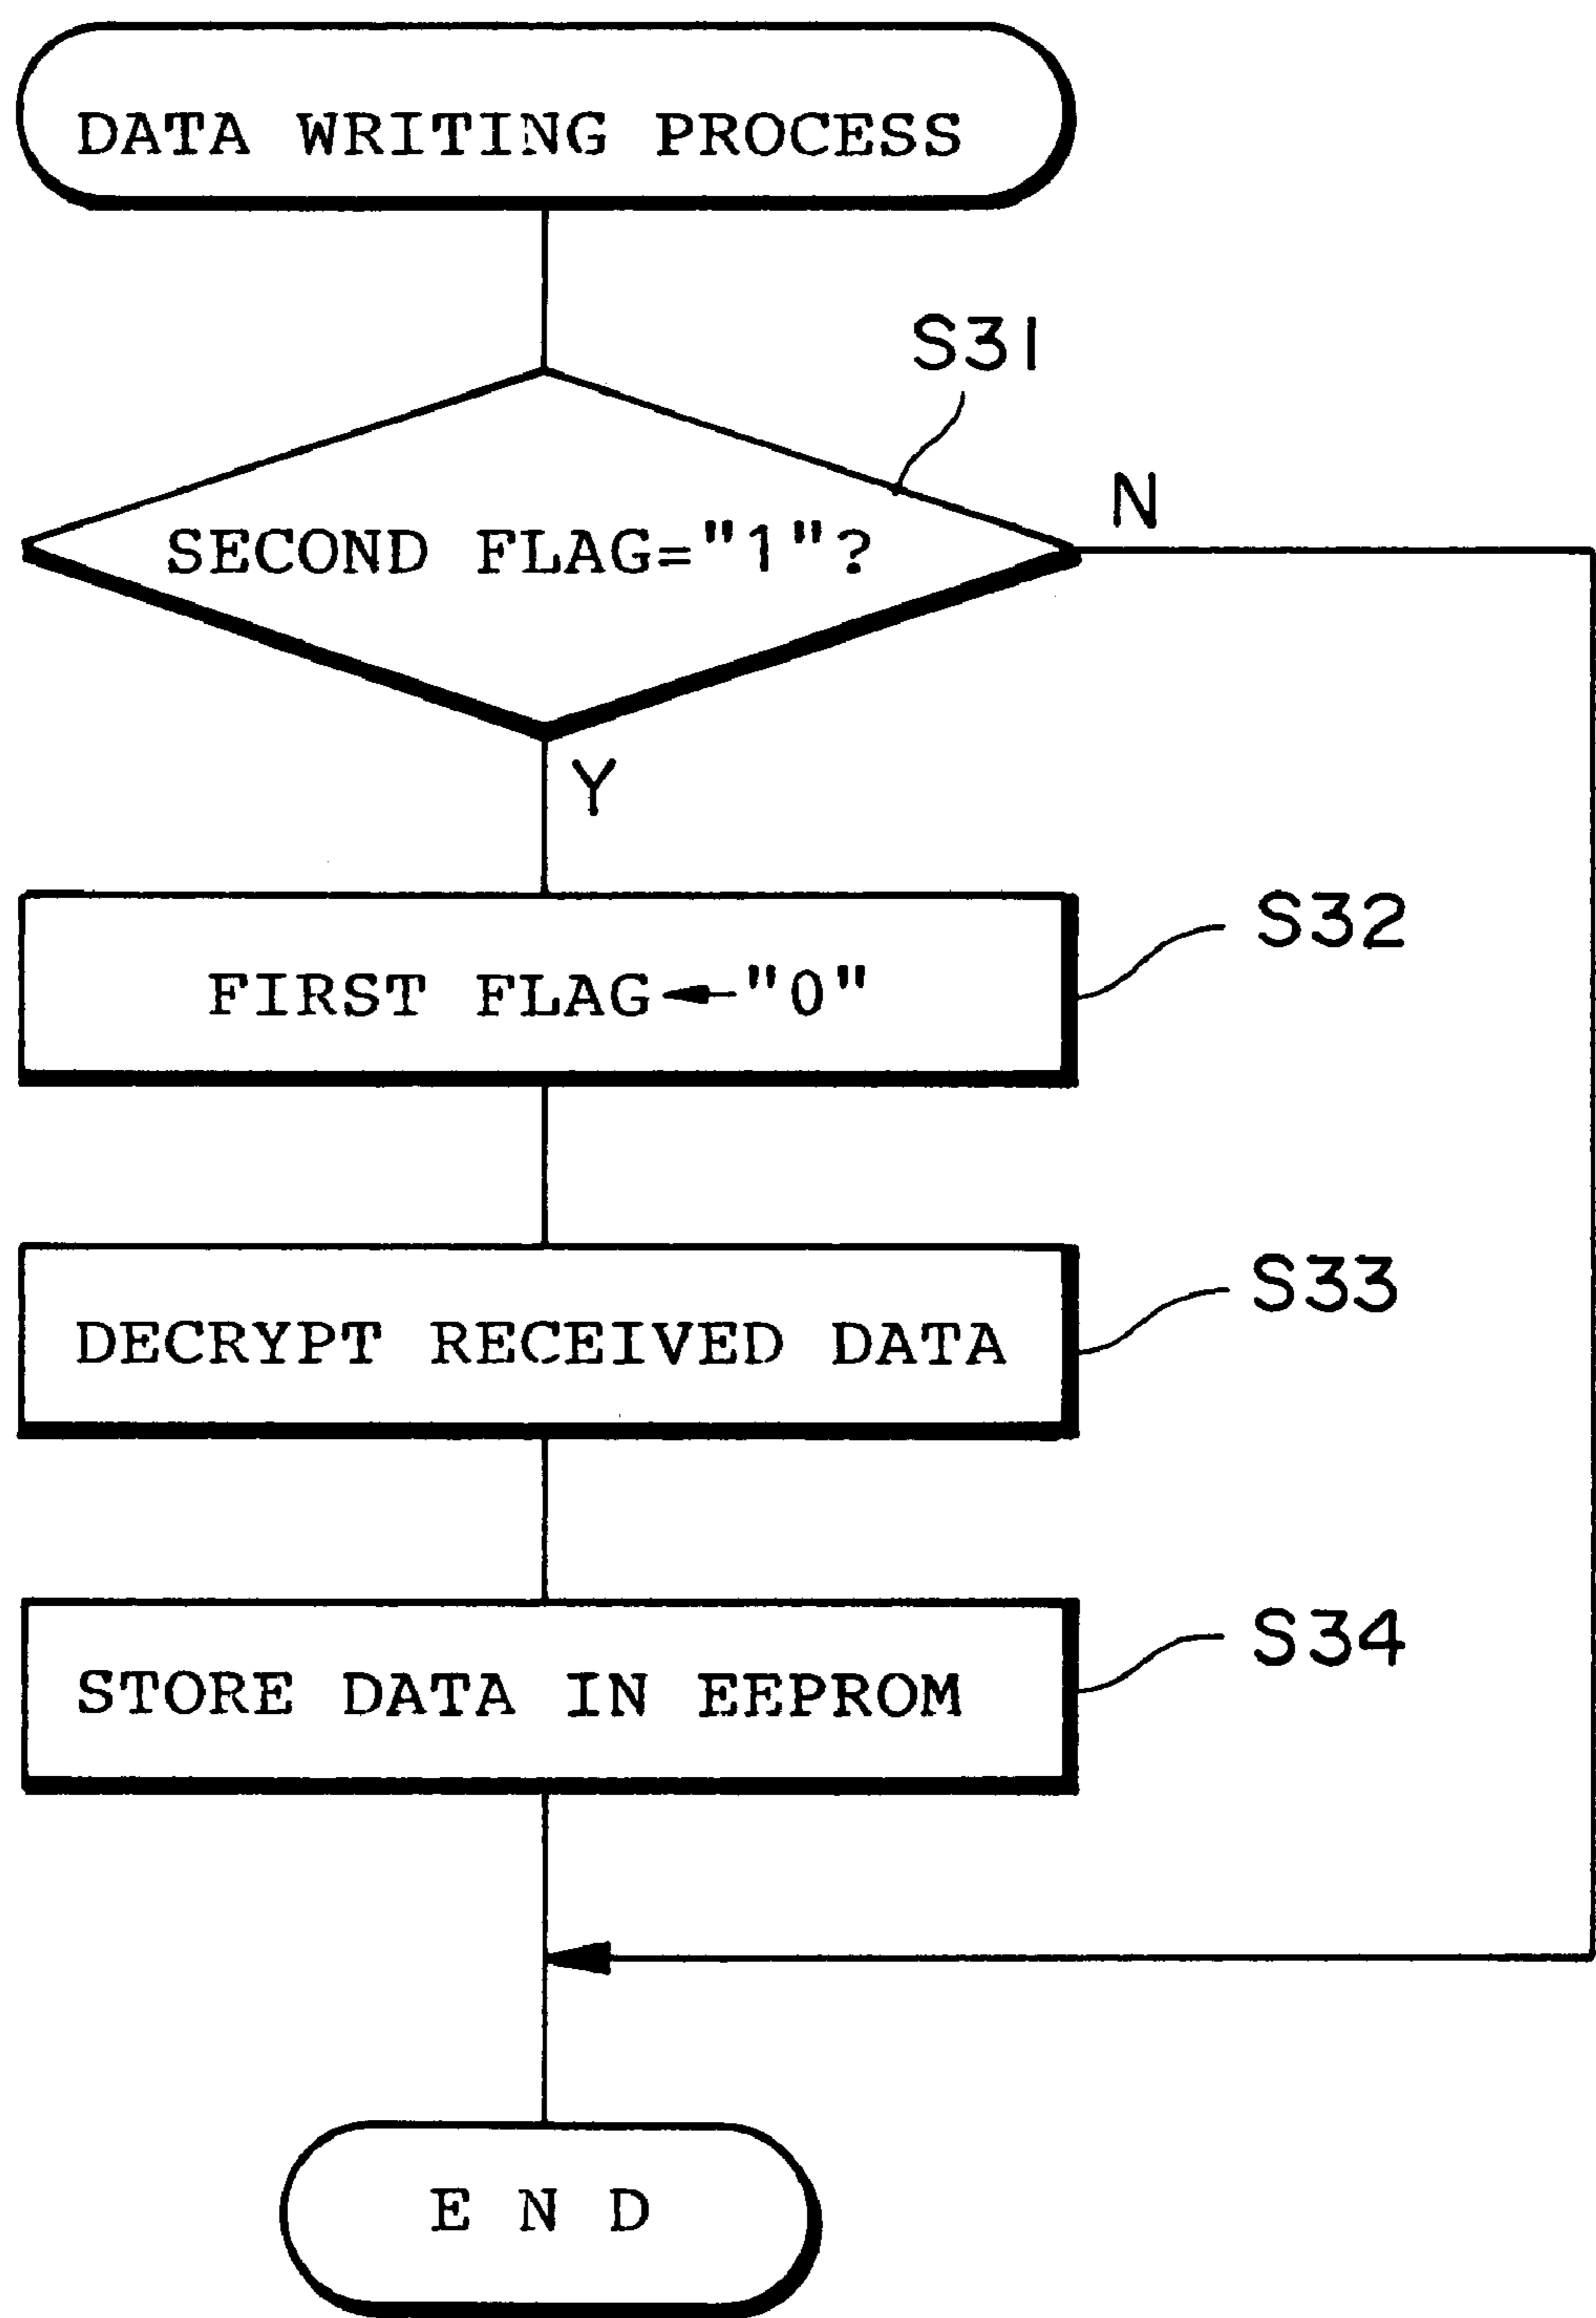 DATA WRITING PROCESS
S31
N
SECOND FLAG="1"?
Y
S32
FIRST FLAG←"0"
S33
DECRYPT RECEIVED DATA
S34
STORE DATA IN EEPROM
E N D